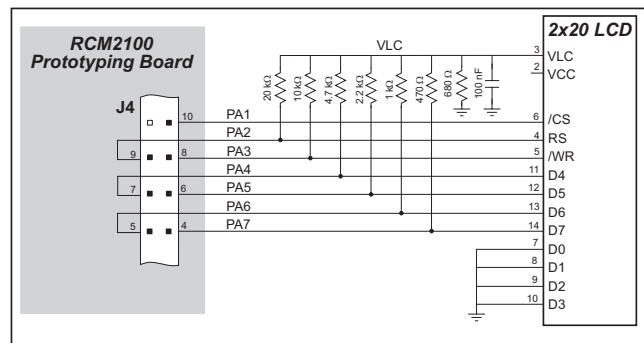 RCM2100
Prototyping Board
J4
10
9
8
7
6
5
4
PA1
PA2
PA3
PA4
PA5
PA6
PA7
VLC
20 kΩ
10 kΩ
4.7 kΩ
2.2 kΩ
1 kΩ
470 Ω
680 Ω
100 nF
2x20 LCD
3 VLC
2 VCC
6 /CS
4 RS
5 /WR
11 D4
12 D5
13 D6
14 D7
7 D0
8 D1
9 D2
10 D3